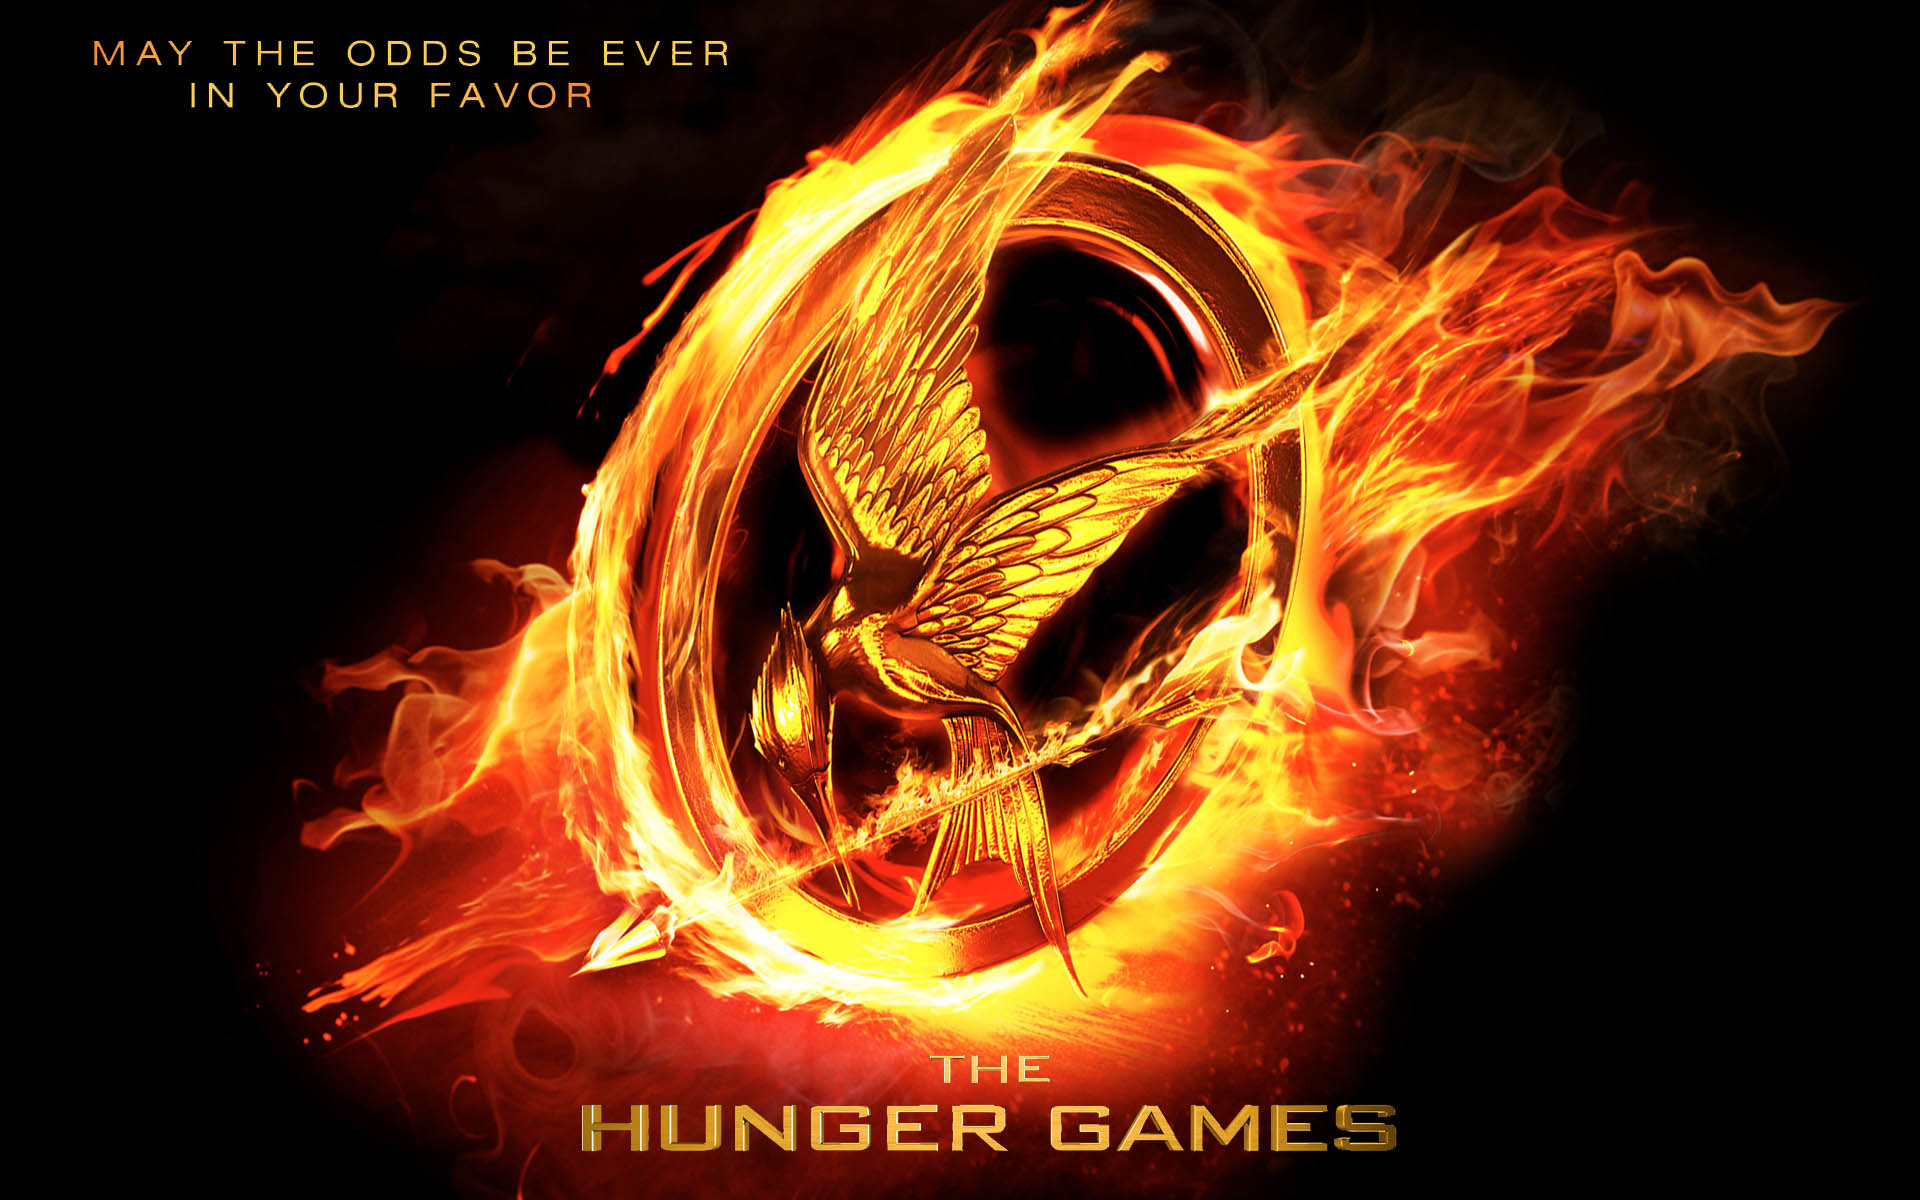 MAY THE ODDS BE EVER
IN YOUR FAVOR
THE
HUNGER GAMES